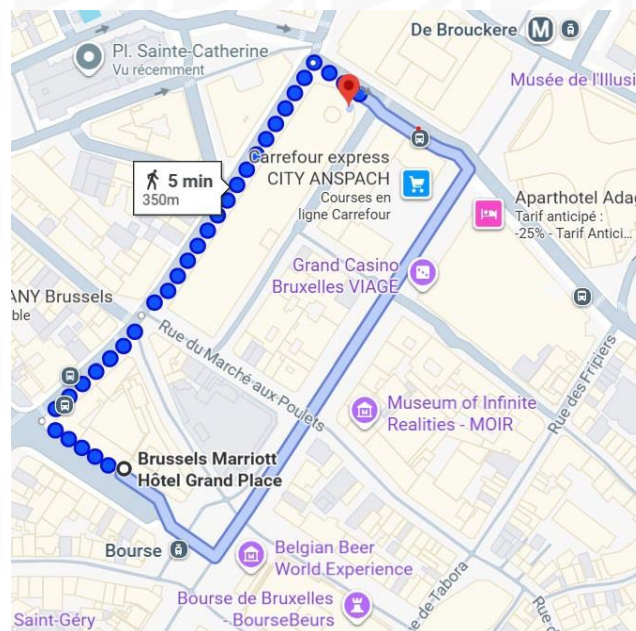 De Brouckere
M
Pl. Sainte-Catherine
Vu récemment
Musée de l'Illusi
Carrefour express
CITY ANSPACH
Courses en
ligne Carrefour
5 min
350m
Aparthotel Adag
Tarif anticipé :
-25% - Tarif Antici...
Grand Casino
Bruxelles VIAGE
ANY Brussels
ble
Rue du Marché aux Poulets
Rue des Fripiers
Museum of Infinite
Realities - MOIR
Brussels Marriott
Hôtel Grand Place
Bourse
Belgian Beer
World Experience
Bourse de Bruxelles
- BourseBeurs
e de Tabora
Rue d
Saint-Géry